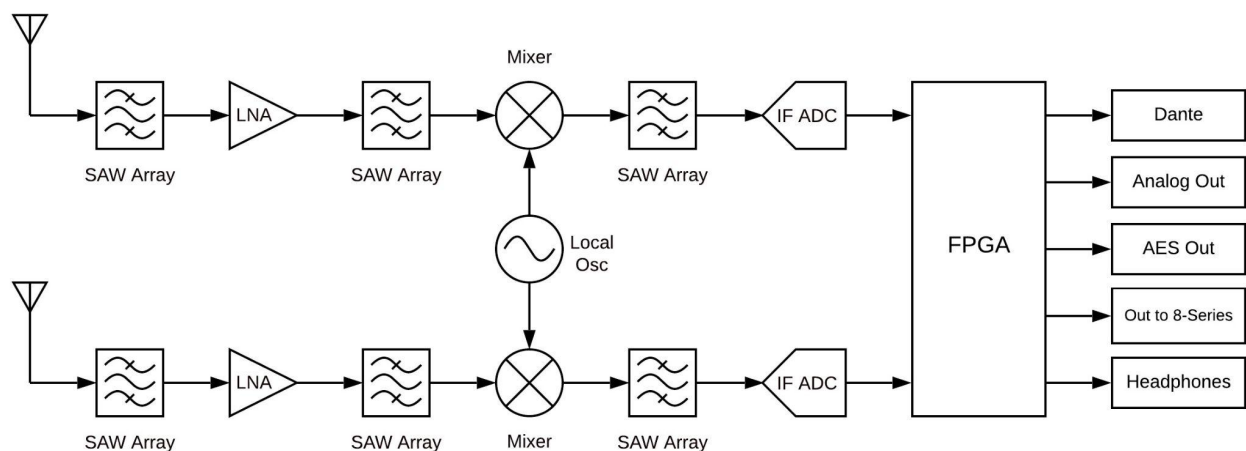 Mixer
LNA
IF ADC
SAW Array
SAW Array
SAW Array
Local
Osc
LNA
IF ADC
SAW Array
SAW Array
Mixer
SAW Array
FPGA
Dante
Analog Out
AES Out
Out to 8-Series
Headphones